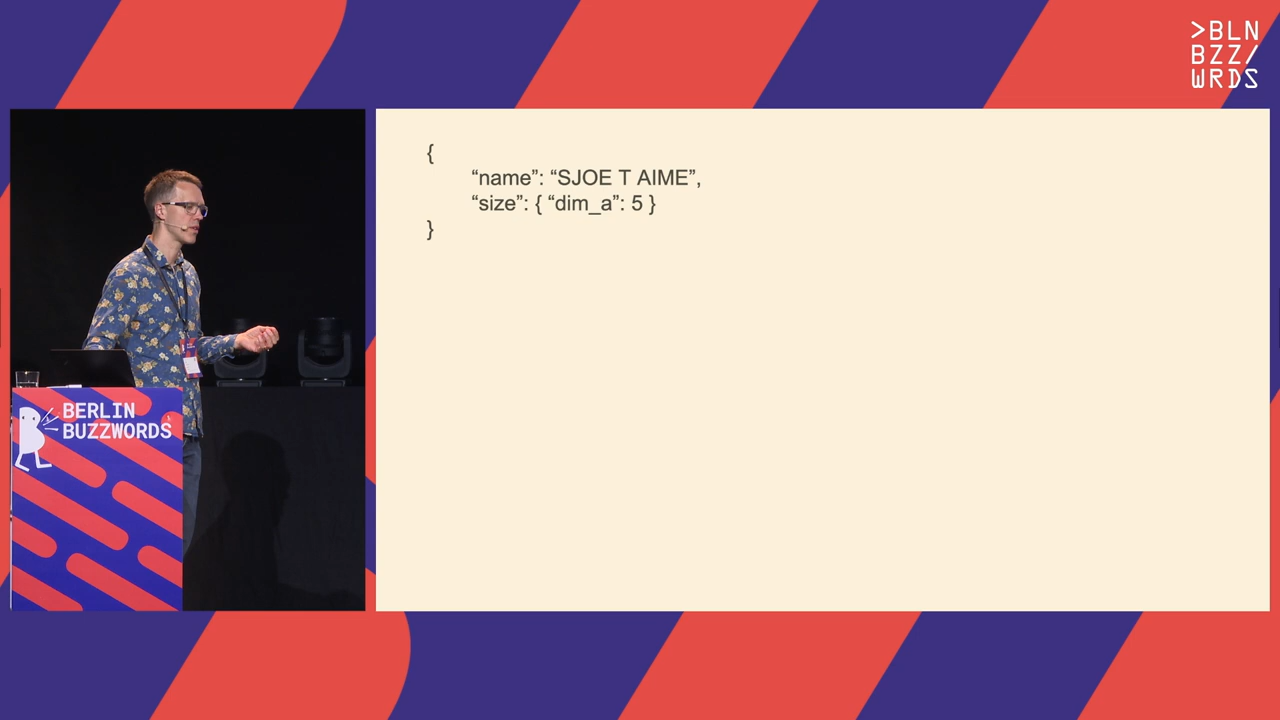 >BLN
BZZ/
WRDS
{
“name”: “SJOE T AIME”,
“size”: { “dim_a”: 5 }
}
BERLIN
BUZZWORDS